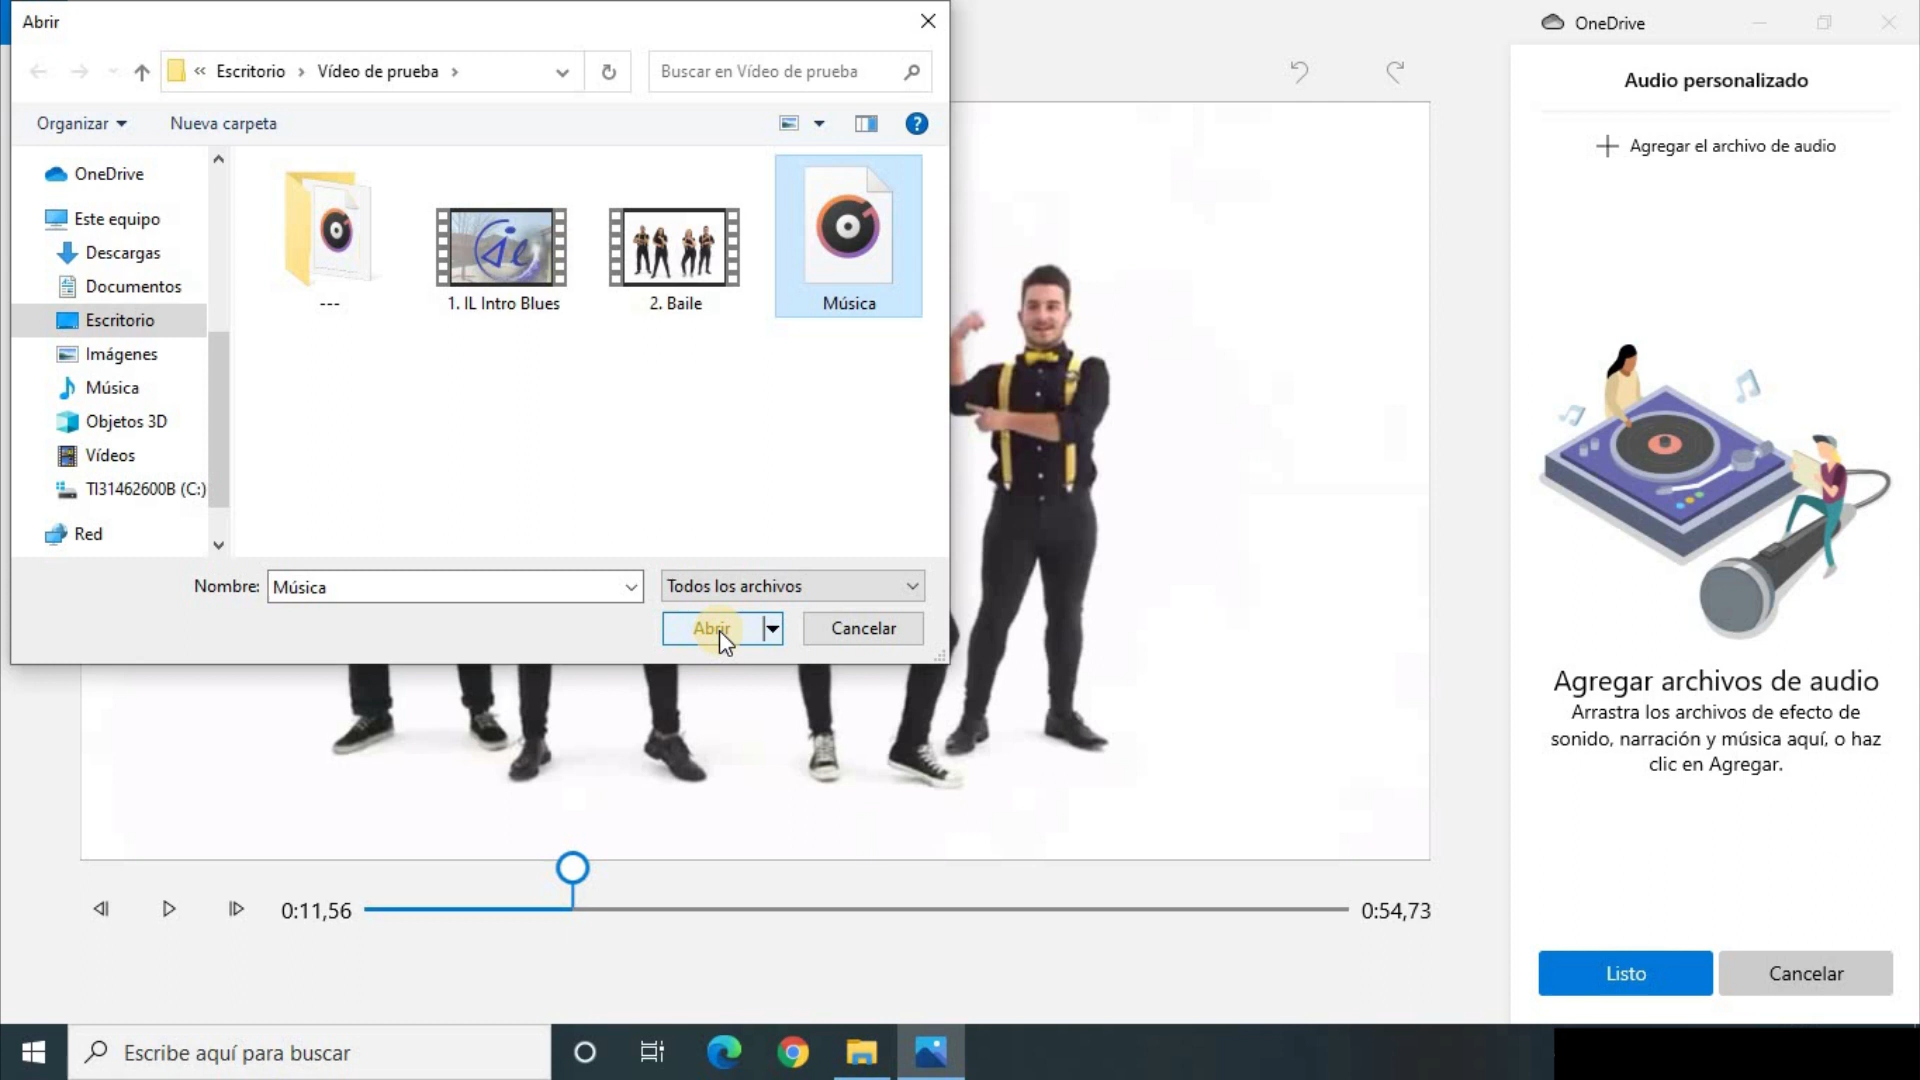 Abrir
« Escritorio › Vídeo de prueba ›
Buscar en Vídeo de prueba
Organizar
Nueva carpeta
?
OneDrive
Este equipo
Descargas
Documentos
Escritorio
Imágenes
Música
Objetos 3D
Vídeos
TI31462600B (C:)
Red
---
1. IL Intro Blues
2. Baile
Música
Nombre:
Música
Todos los archivos
Abrir
Cancelar
OneDrive
Audio personalizado
Agregar el archivo de audio
Agregar archivos de audio
Arrastra los archivos de efecto de
sonido, narración y música aquí, o haz
clic en Agregar.
0:11,56
0:54,73
Listo
Cancelar
Escribe aquí para buscar